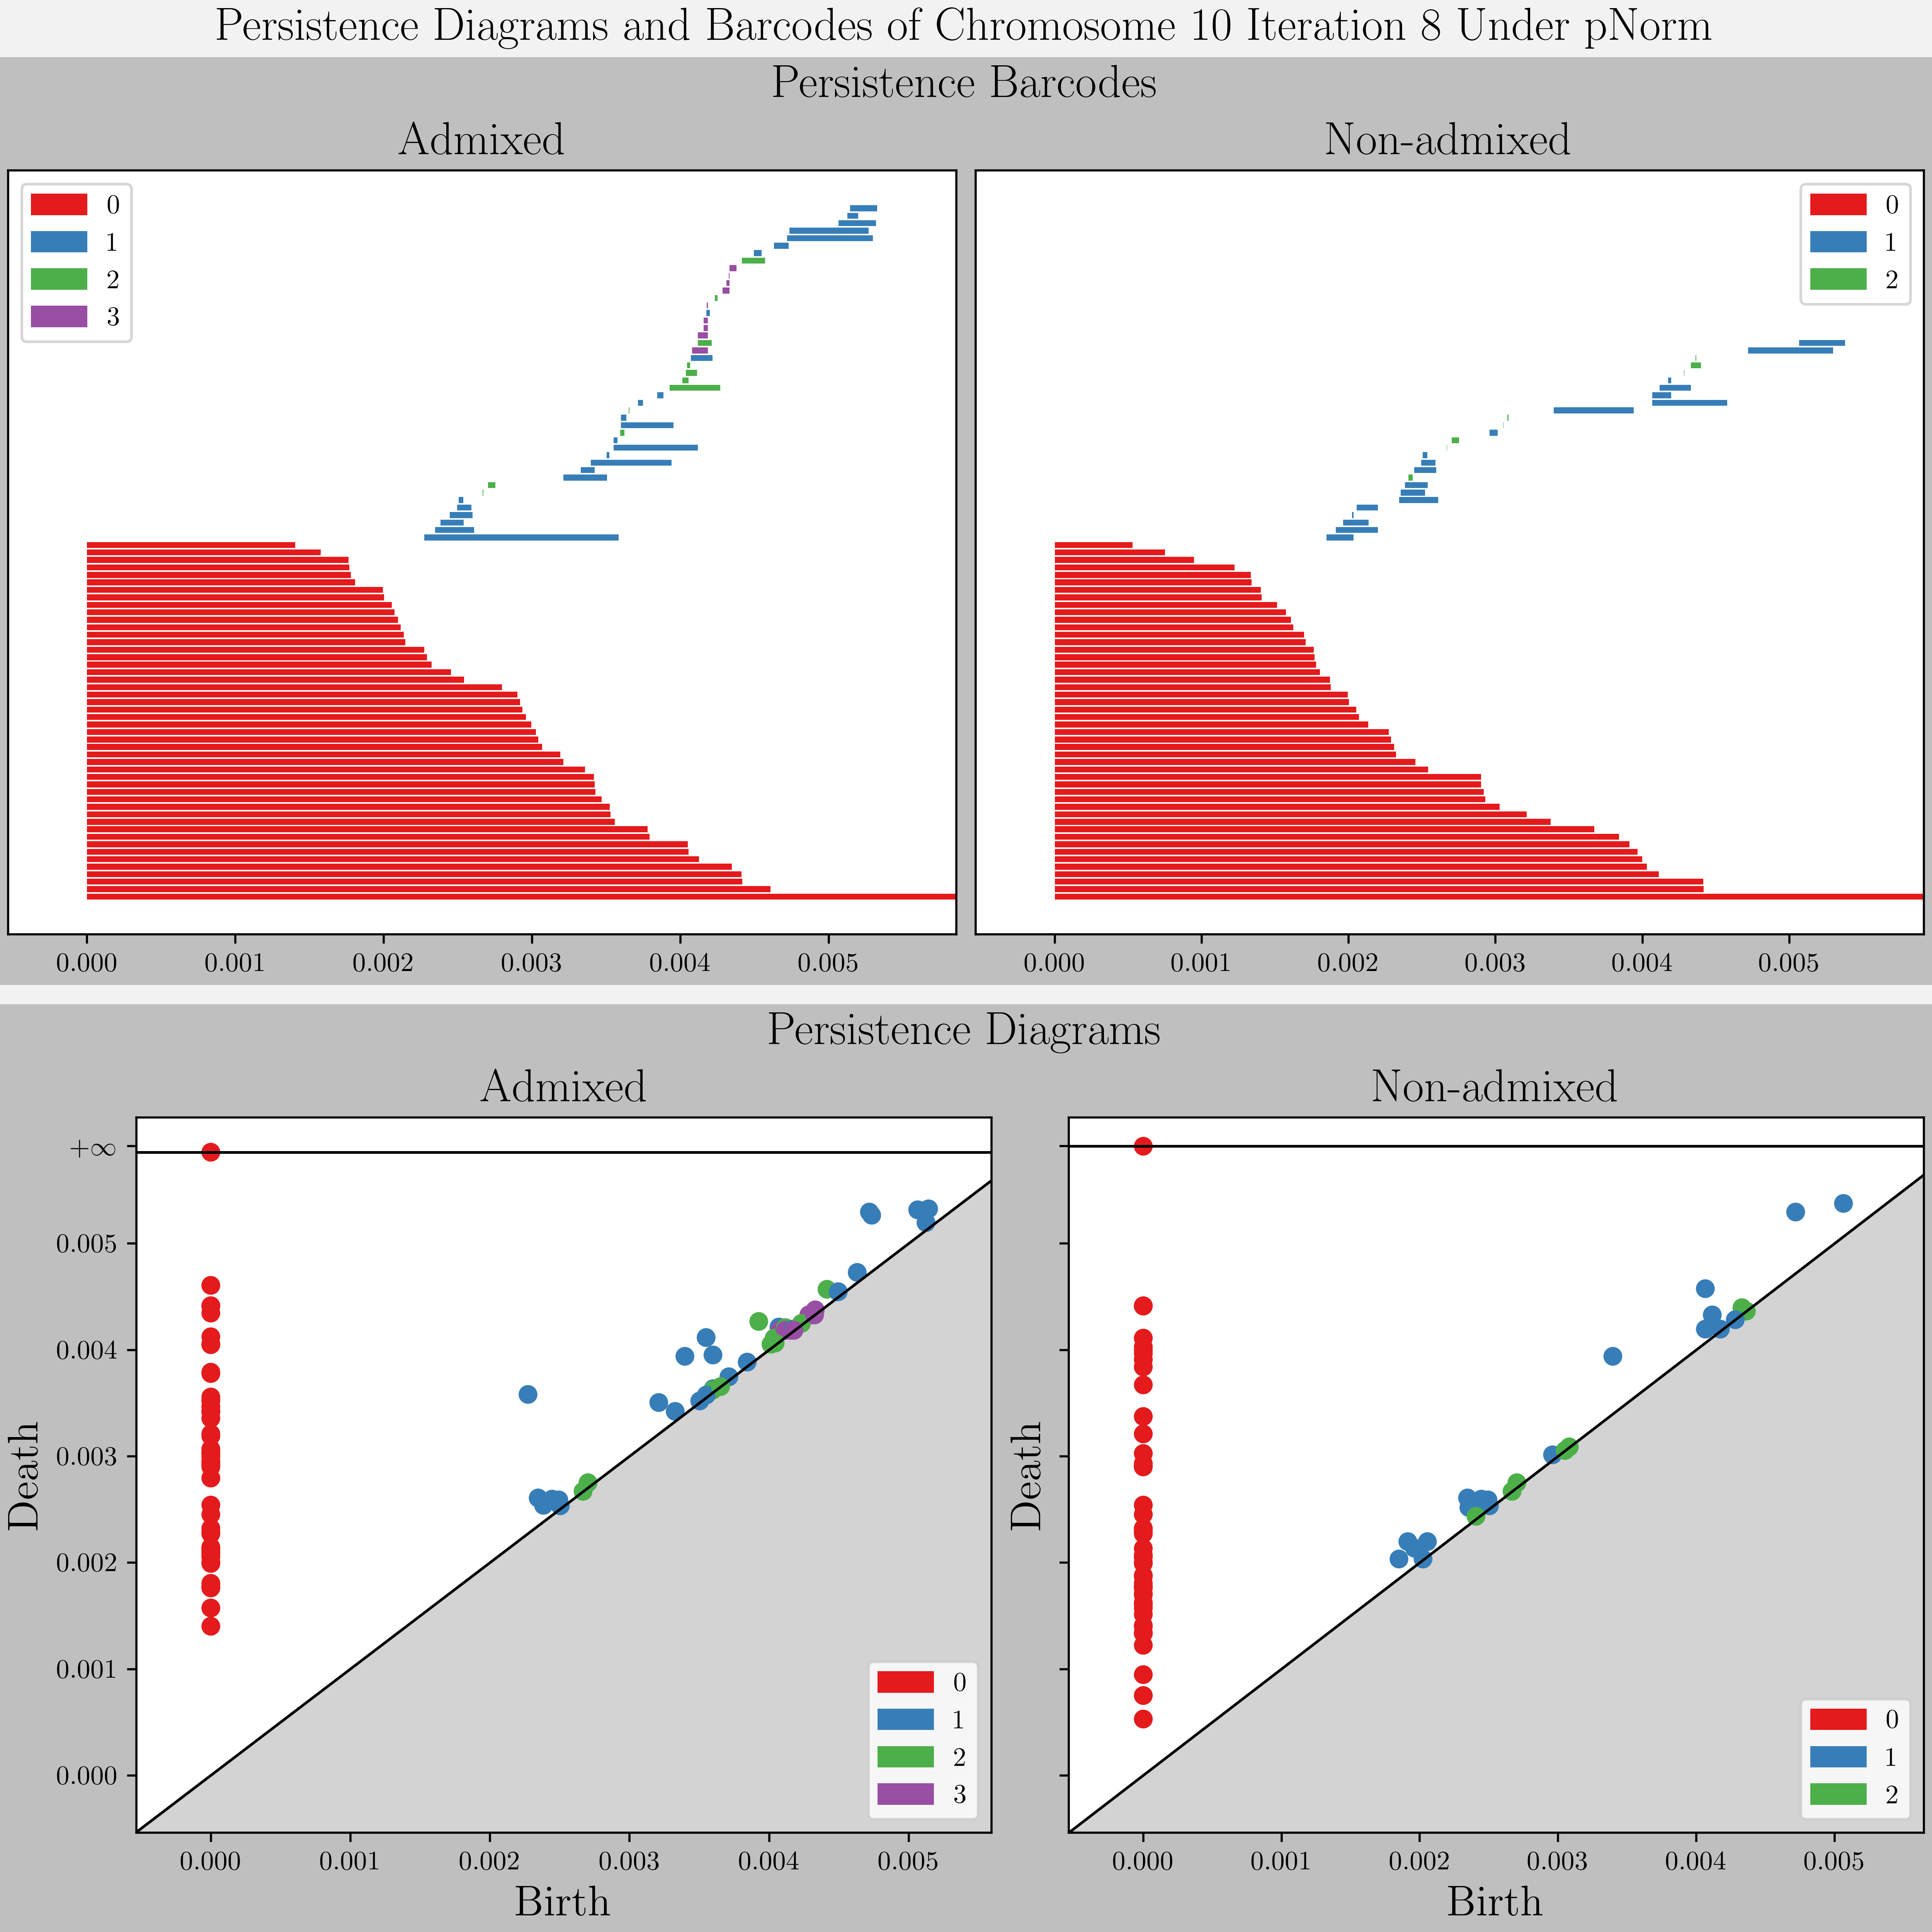 Persistence Diagrams and Barcodes of Chromosome 10 Iteration 8 Under pNorm
Persistence Barcodes
Admixed
Non-admixed
0
1
2
3
0
1
2
0.000 0.001 0.002 0.003 0.004 0.005
0.000 0.001 0.002 0.003 0.004 0.005
Persistence Diagrams
Admixed
Non-admixed
+∞
0.005
0.004
0.003
0.002
0.001
0.000
Death
Death
0
1
2
3
0
1
2
0.000 0.001 0.002 0.003 0.004 0.005
0.000 0.001 0.002 0.003 0.004 0.005
Birth
Birth